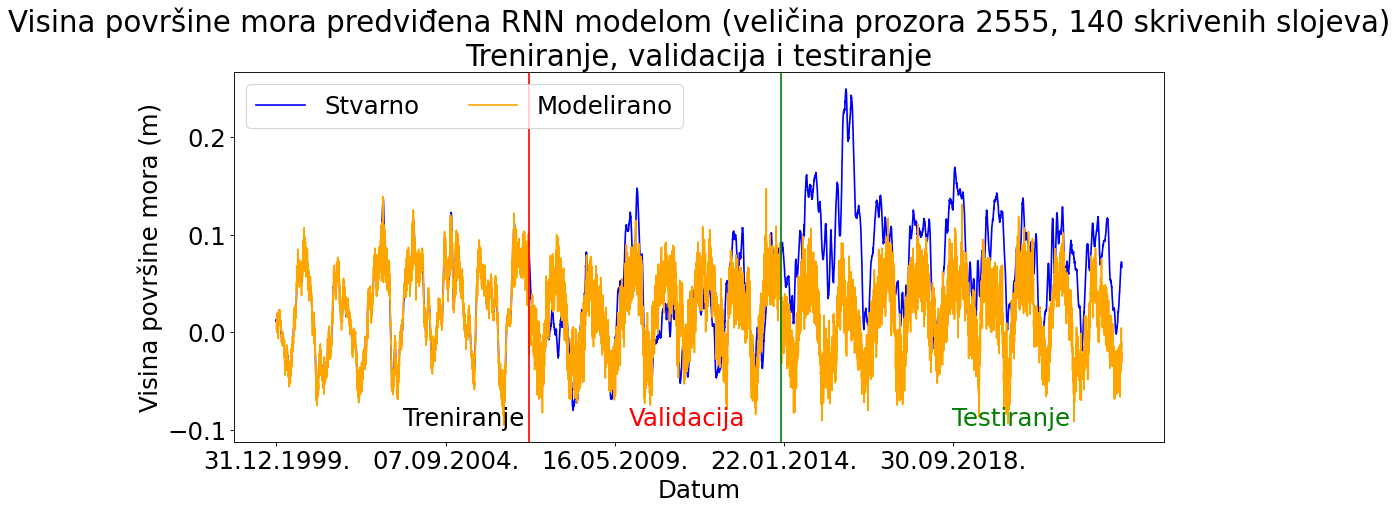 Visina površine mora predviđena RNN modelom (veličina prozora 2555, 140 skrivenih slojeva)
Treniranje, validacija i testiranje
Stvarno
Modelirano
Visina površine mora (m)
0.2
0.1
0.0
−0.1
Treniranje
Validacija
Testiranje
31.12.1999.
07.09.2004.
16.05.2009.
22.01.2014.
30.09.2018.
Datum